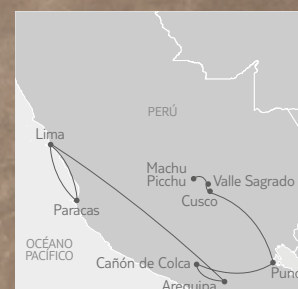 PERÚ
Lima
Machu
Picchu
Valle Sagrado
Cusco
Paracas
OCÉANO
PACÍFICO
Cañón de Colca
Puno
Arequipa